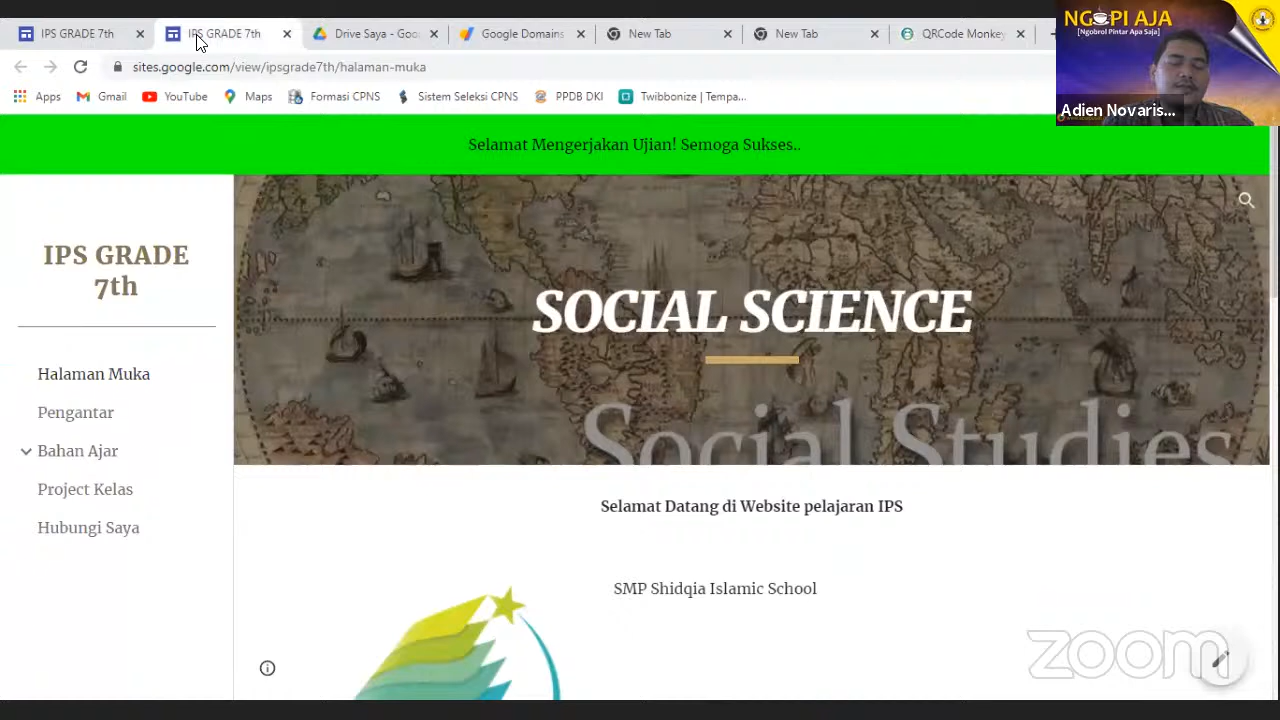 IPS GRADE 7th
IPS GRADE 7th
Drive Saya - Goo
Google Domains
New Tab
New Tab
QRCode Monkey
sites.google.com/view/ipsgrade7th/halaman-muka
Apps
Gmail
YouTube
Maps
Formasi CPNS
Sistem Seleksi CPNS
PPDB DKI
Twibbonize | Tempa...
NGOPI AJA
[Ngobrol Pintar Apa Saja]
Adien Novaris...
Selamat Mengerjakan Ujian! Semoga Sukses..
IPS GRADE
7th
Halaman Muka
Pengantar
Bahan Ajar
Project Kelas
Hubungi Saya
SOCIAL SCIENCE
Social Studies
Selamat Datang di Website pelajaran IPS
SMP Shidqia Islamic School
zoom